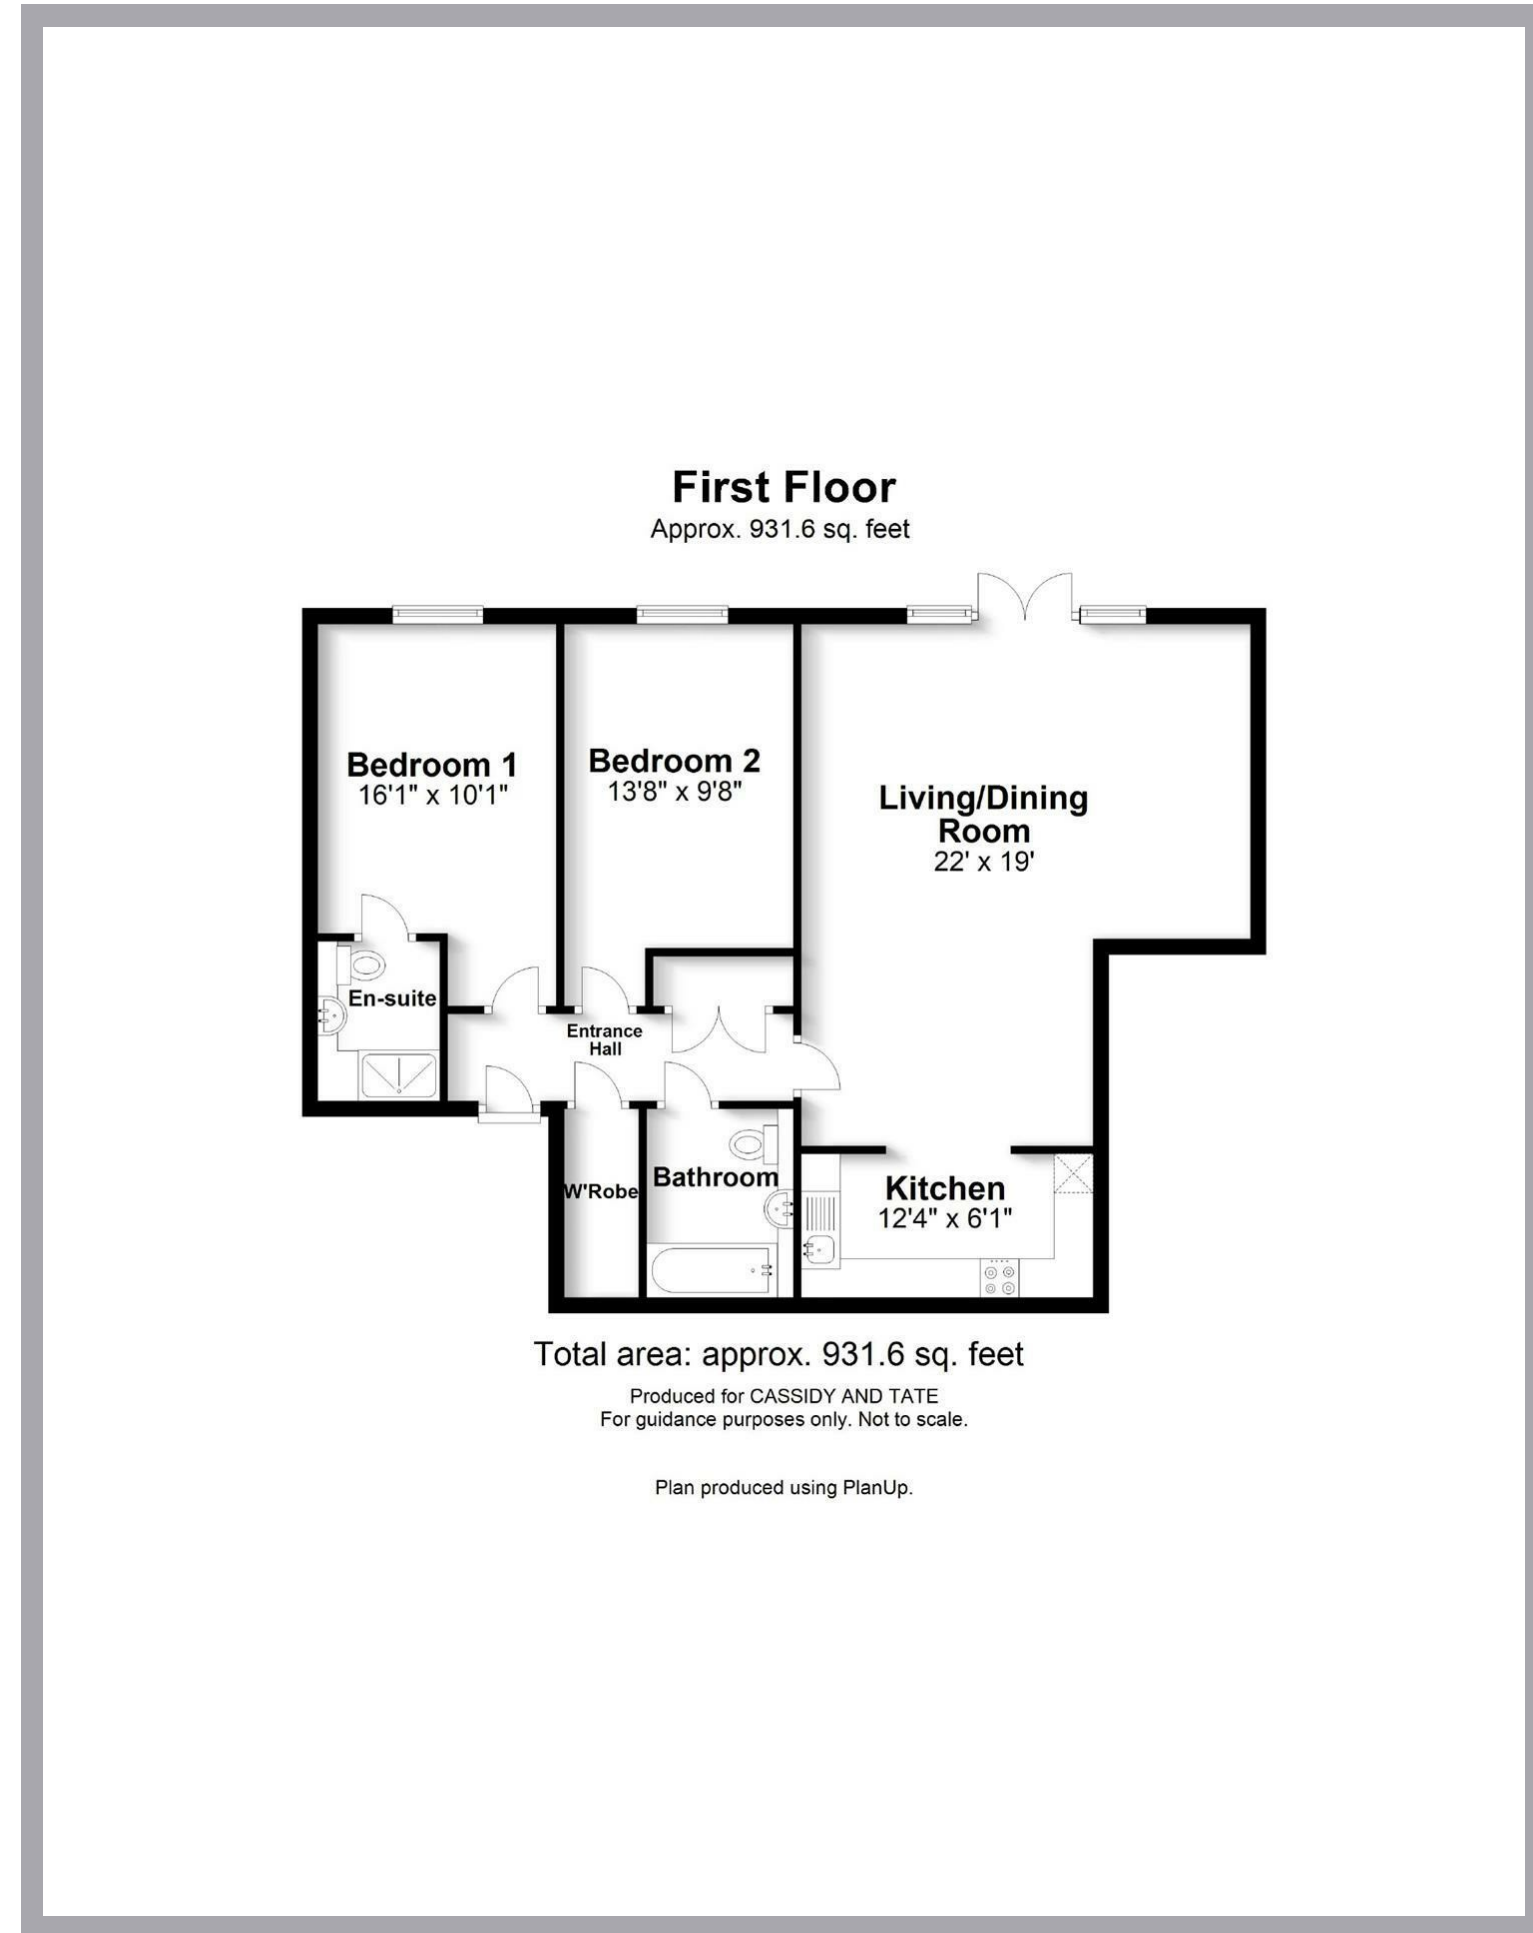 First Floor
Approx. 931.6 sq. feet
Bedroom 1
16'1" x 10'1"
Bedroom 2
13'8" x 9'8"
Living/Dining
Room
22' x 19'
En-suite
Entrance
Hall
W'Robe
Bathroom
Kitchen
12'4" x 6'1"
Total area: approx. 931.6 sq. feet
Produced for CASSIDY AND TATE
For guidance purposes only. Not to scale.
Plan produced using PlanUp.